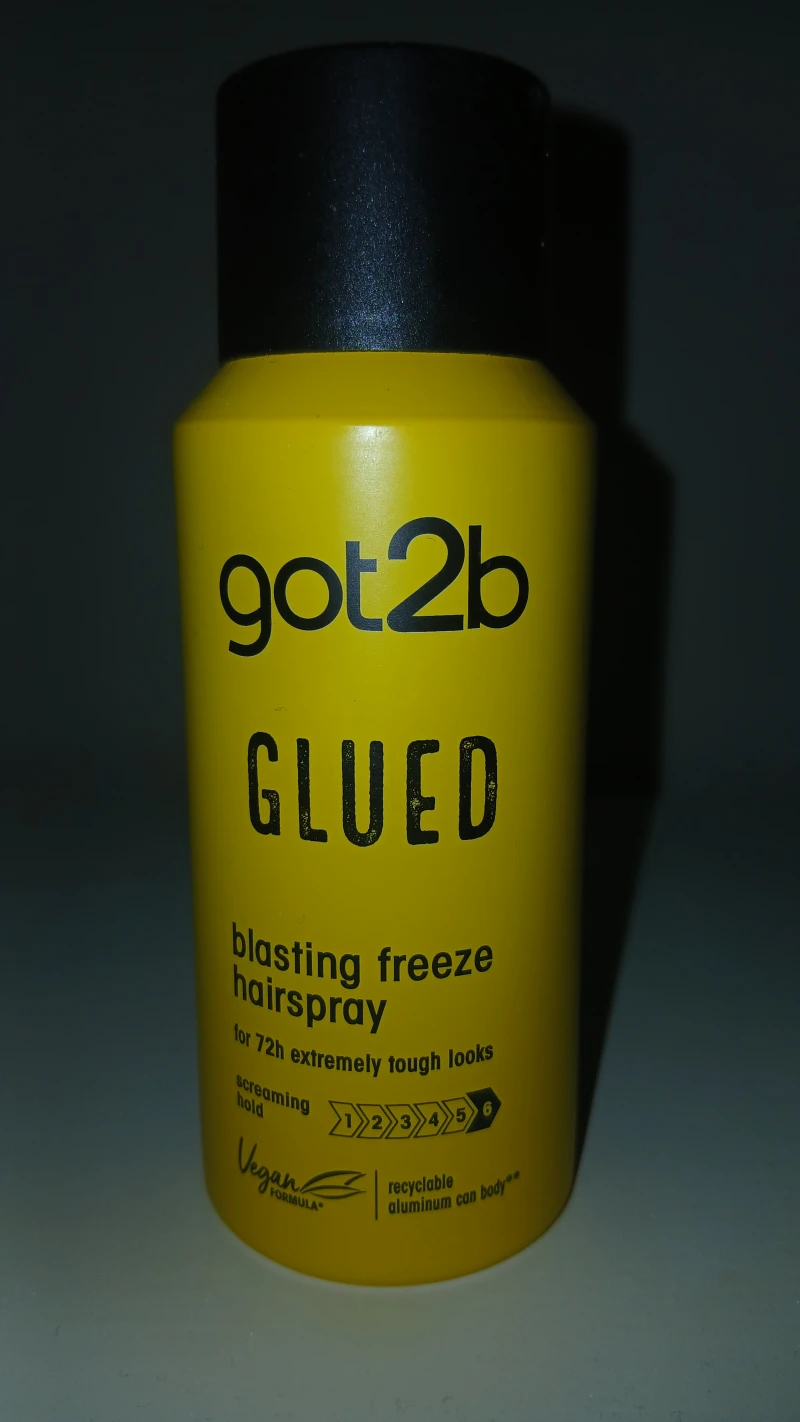 got2b
GLUED
blasting freeze
hairspray
for 72h extremely tough looks
screaming
hold
1 2 3 4 5 6
Vegan
FORMULA*
recyclable
aluminum can body**